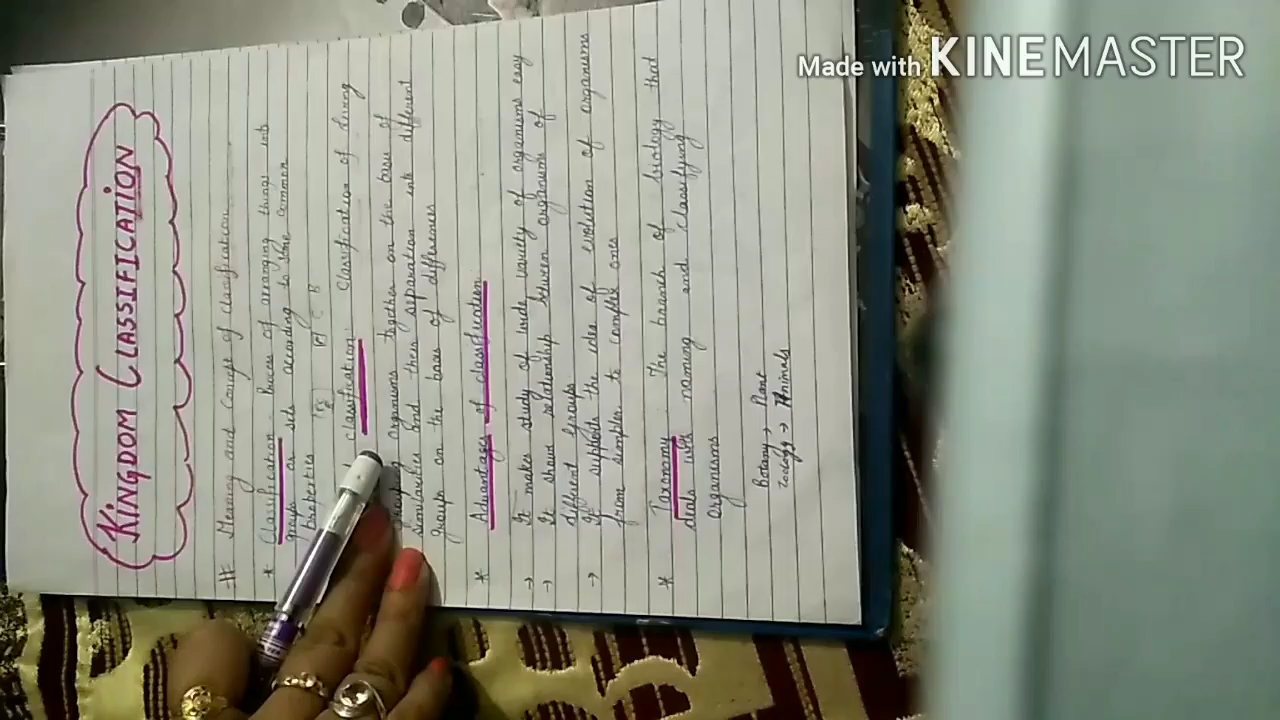 KINGDOM CLASSIFICATION
# Meaning and Concept of Classification
* Classification Process of arranging things into
groups or sets according to some common
properties
classification: Classification of during
organisms together on the basis of
similarities and their separation into different
group on the basis of differences
* Advantages of classification
→ It makes study of wide variety of organisms easy
→ It shows relationship between organisms of
different groups
→ It supports the idea of evolution of organisms
from simpler to complex ones
* Taxonomy The branch of biology that
deals with naming and classifying
organisms
Botany → Plant
Zoology → Animals
Made with KINEMASTER